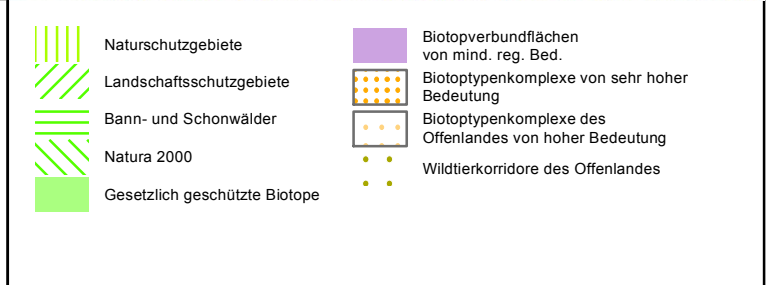 Naturschutzgebiete
Landschaftsschutzgebiete
Bann- und Schonwälder
Natura 2000
Gesetzlich geschützte Biotope
Biotopverbundflächen
von mind. reg. Bed.
Biotoptypenkomplexe von sehr hoher
Bedeutung
Biotoptypenkomplexe des
Offenlandes von hoher Bedeutung
Wildtierkorridore des Offenlandes